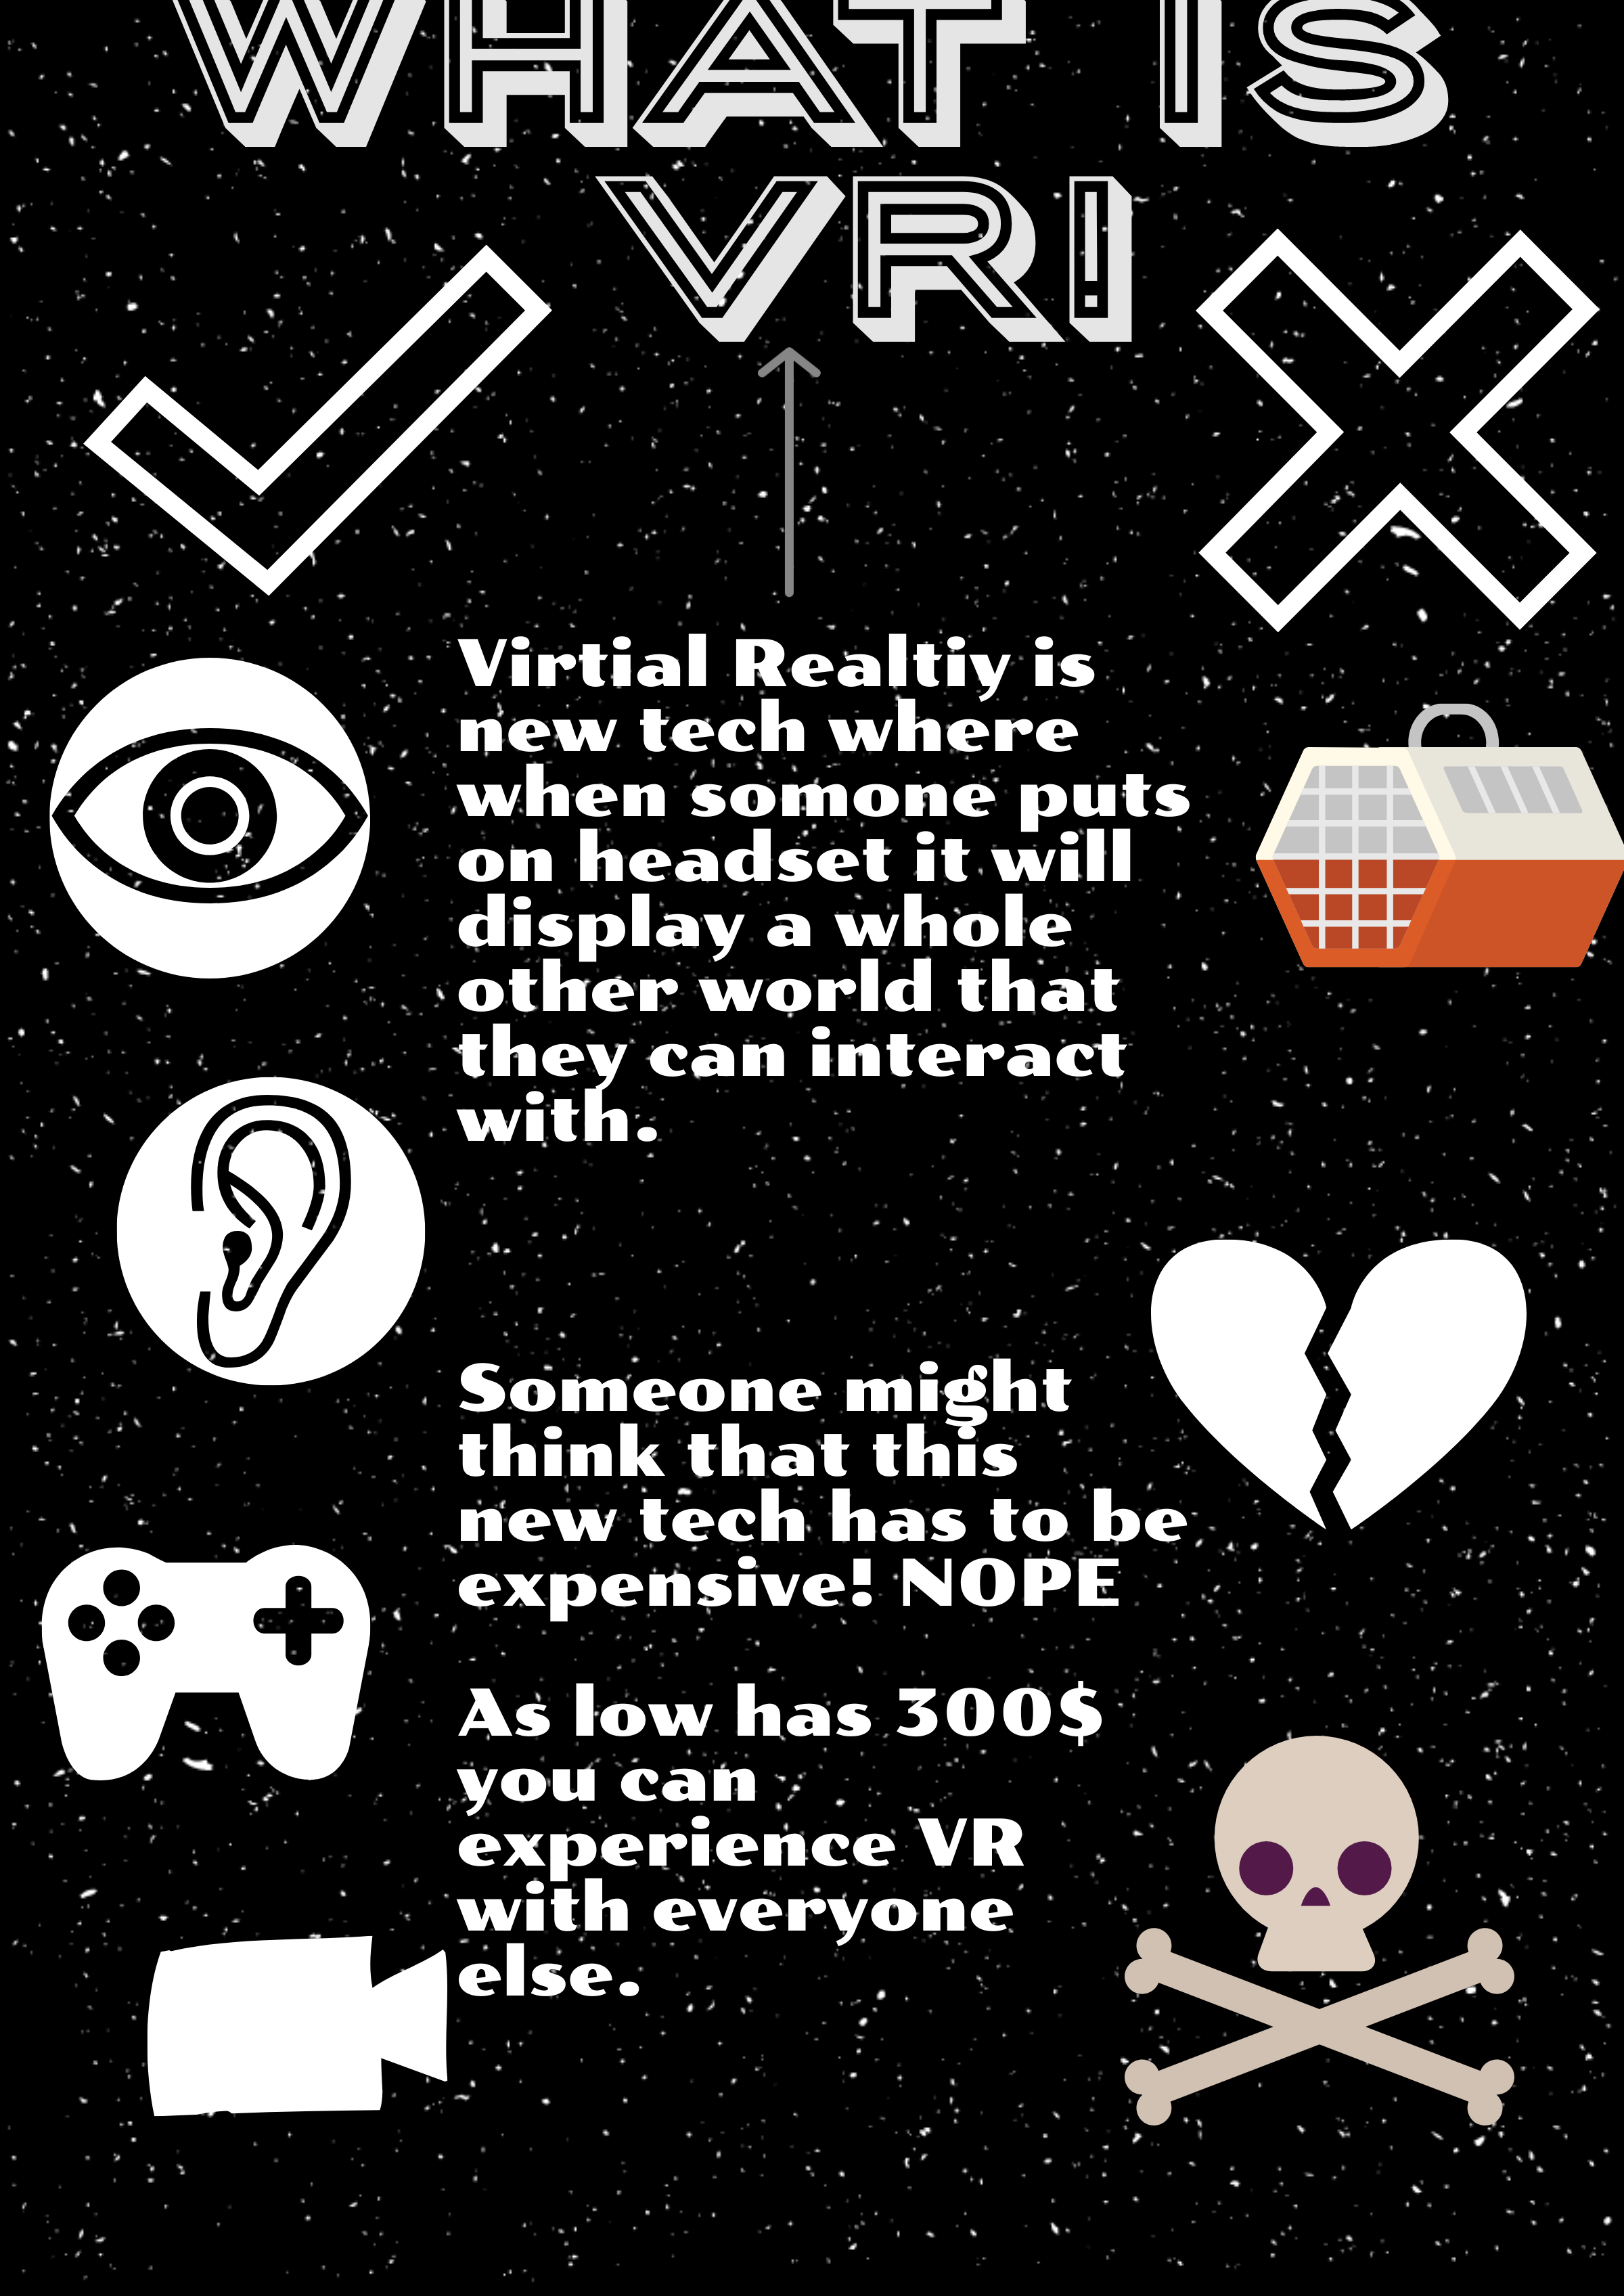 WHAT IS
VR!
Virtial Realtiy is
new tech where
when somone puts
on headset it will
display a whole
other world that
they can interact
with.
Someone might
think that this
new tech has to be
expensive! NOPE
As low has 300$
you can
experience VR
with everyone
else.